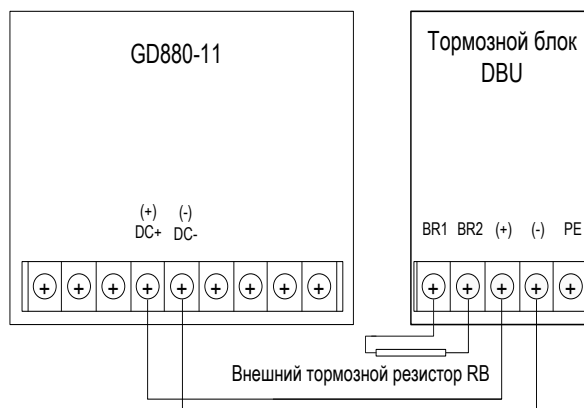 GD880-11
Тормозной блок
DBU
(+) (-)
DC+ DC-
BR1 BR2 (+) (-) PE
+ + + + + + + + +
+ + + + +
Внешний тормозной резистор RB